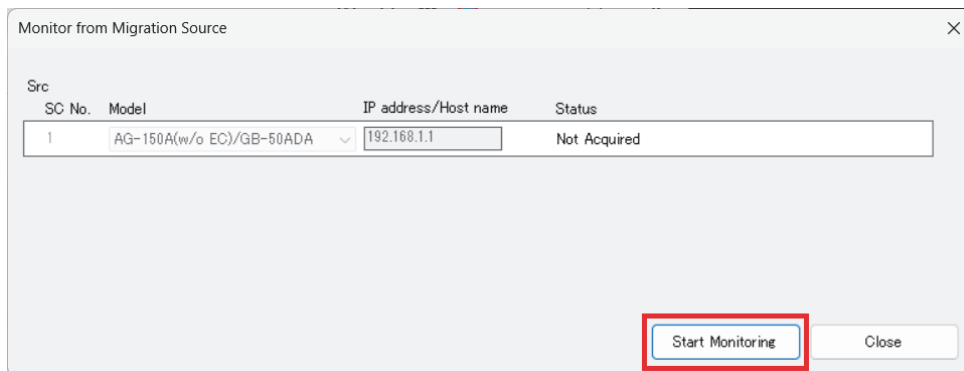 Monitor from Migration Source
Src
SC No. Model IP address/Host name Status
1 AG-150A(w/o EC)/GB-50ADA 192.168.1.1 Not Acquired
Start Monitoring Close